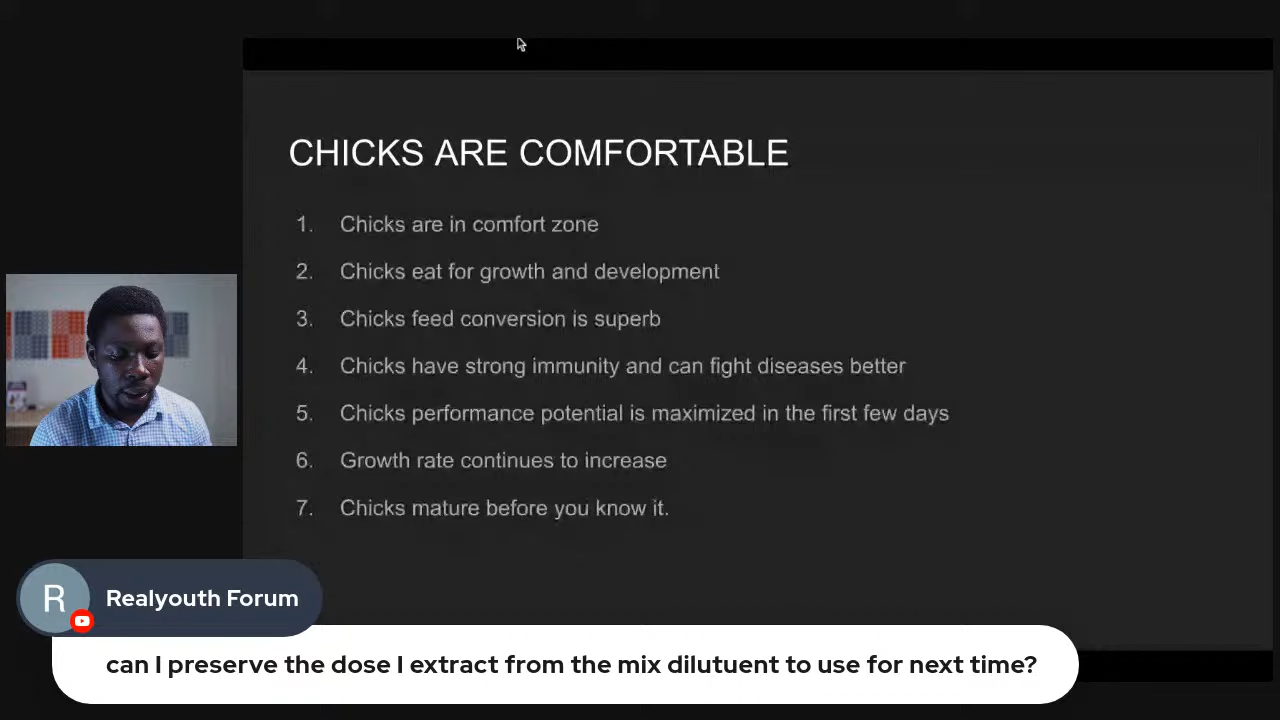 CHICKS ARE COMFORTABLE
1. Chicks are in comfort zone
2. Chicks eat for growth and development
3. Chicks feed conversion is superb
4. Chicks have strong immunity and can fight diseases better
5. Chicks performance potential is maximized in the first few days
6. Growth rate continues to increase
7. Chicks mature before you know it.
R
Realyouth Forum
can I preserve the dose I extract from the mix dilutuent to use for next time?